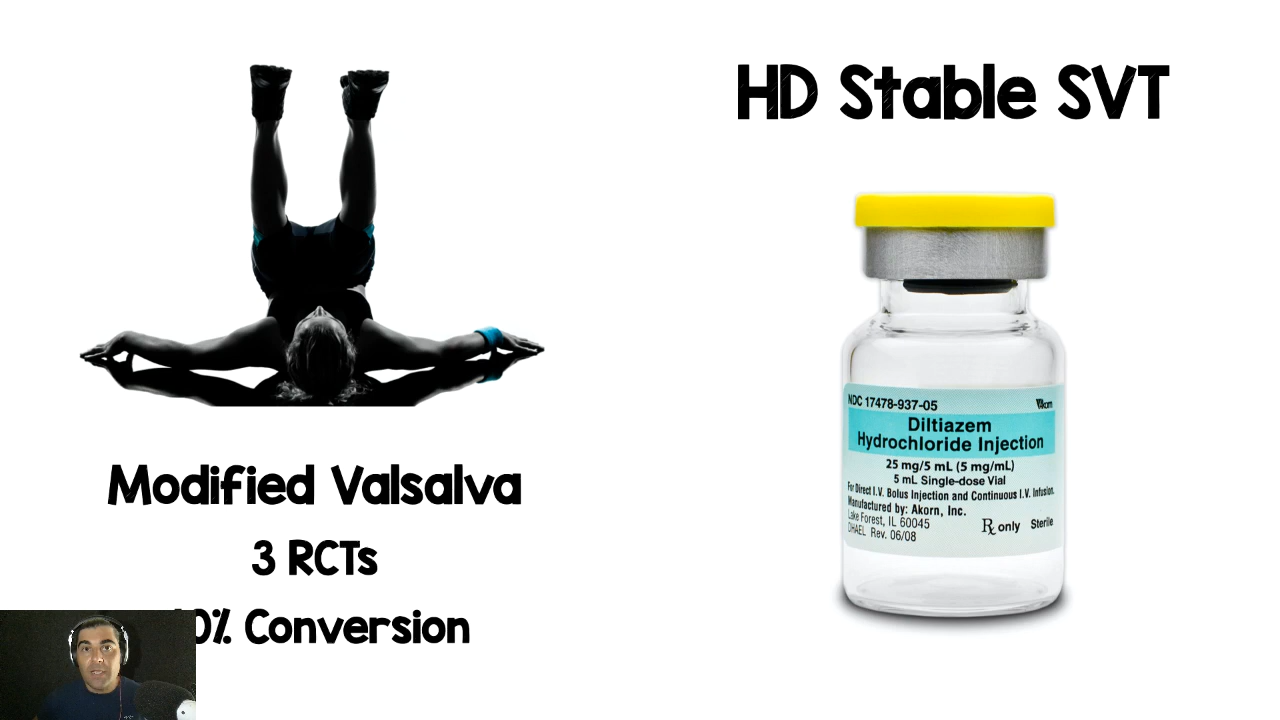 HD Stable SVT
Modified Valsalva
3 RCTs
Conversion
NDC 17478-937-05
Akorn
Diltiazem
Hydrochloride Injection
25 mg/5 mL (5 mg/mL)
5 mL Single-dose Vial
For Direct I.V. Bolus Injection and Continuous I.V. Infusion.
Manufactured by: Akorn, Inc.
Lake Forest, IL 60045
DHAEL Rev. 06/08
Rx only Sterile